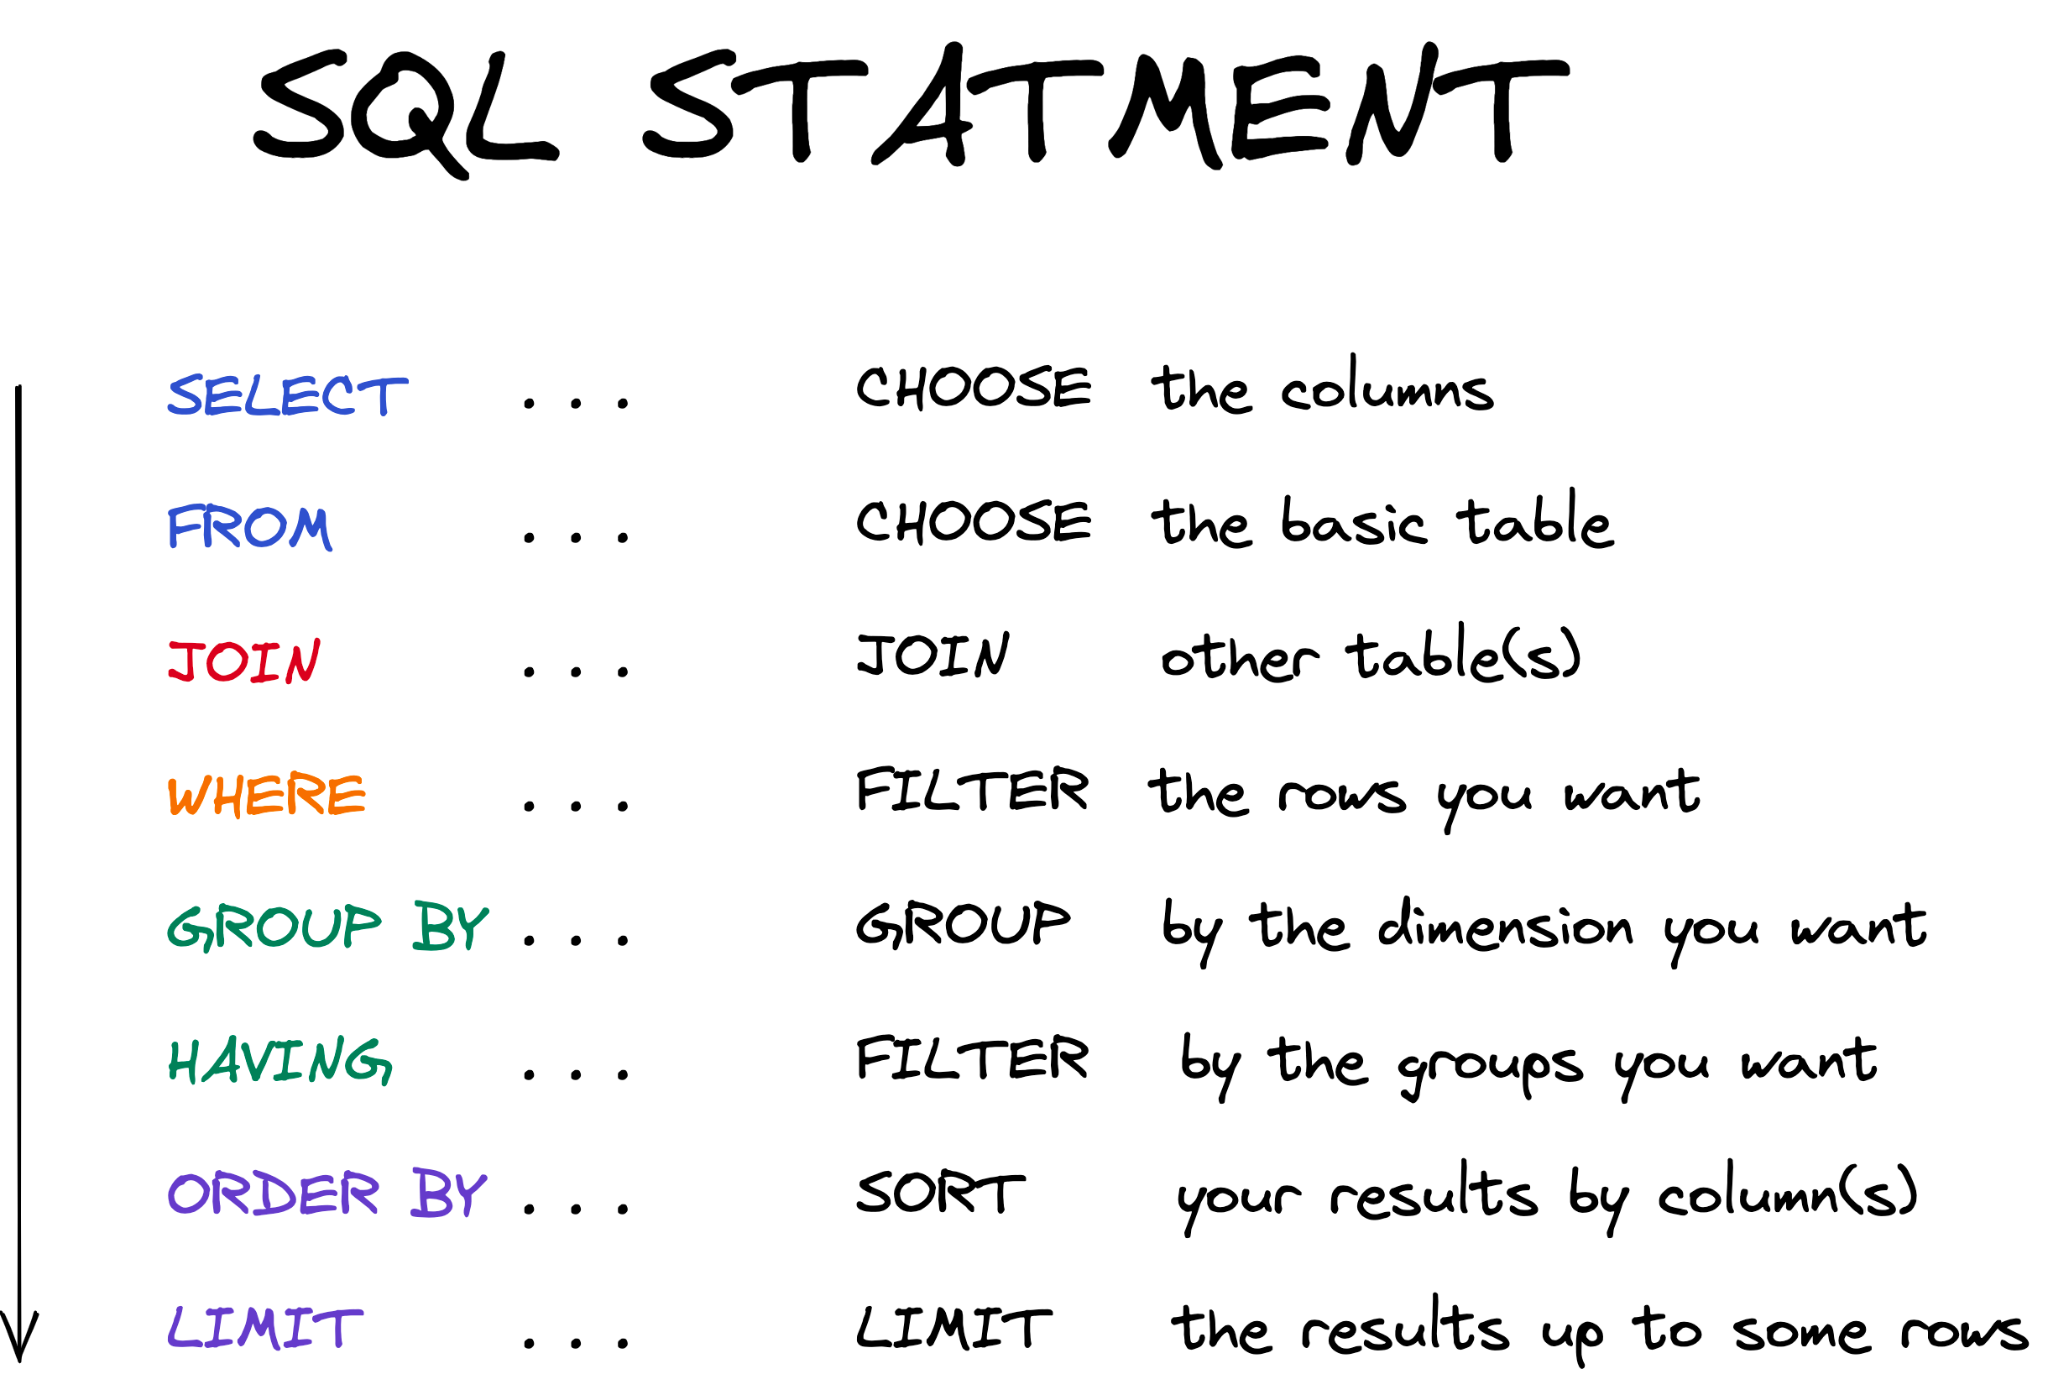 SQL STATMENT
SELECT ... CHOOSE the columns
FROM ... CHOOSE the basic table
JOIN ... JOIN other table(s)
WHERE ... FILTER the rows you want
GROUP BY ... GROUP by the dimension you want
HAVING ... FILTER by the groups you want
ORDER BY ... SORT your results by column(s)
LIMIT ... LIMIT the results up to some rows